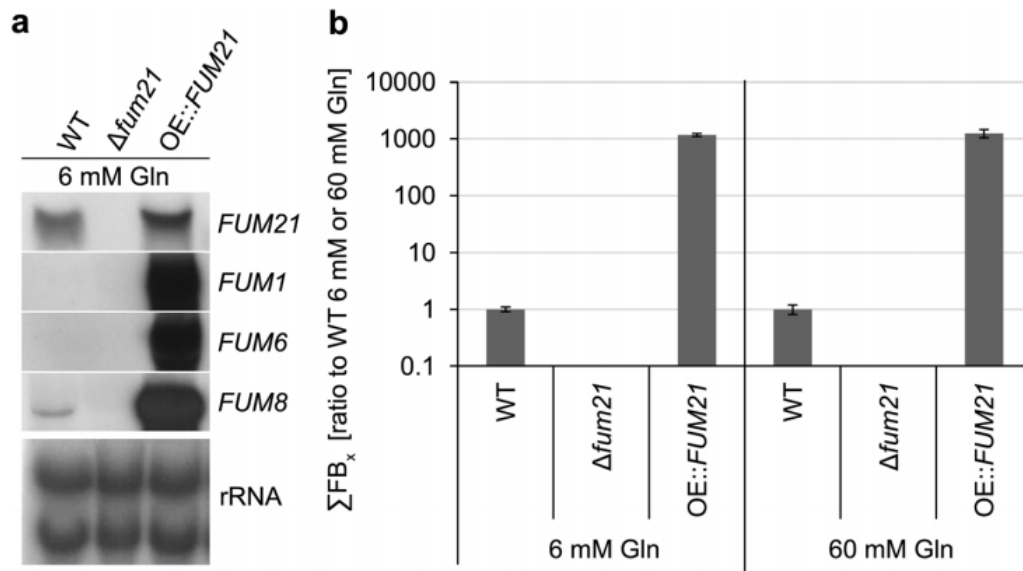 a
WT
Δfum21
OE::FUM21
6 mM Gln
FUM21
FUM1
FUM6
FUM8
rRNA
b
∑FBx [ratio to WT 6 mM or 60 mM Gln]
10000
1000
100
10
1
0.1
WT
Δfum21
OE::FUM21
WT
Δfum21
OE::FUM21
6 mM Gln
60 mM Gln